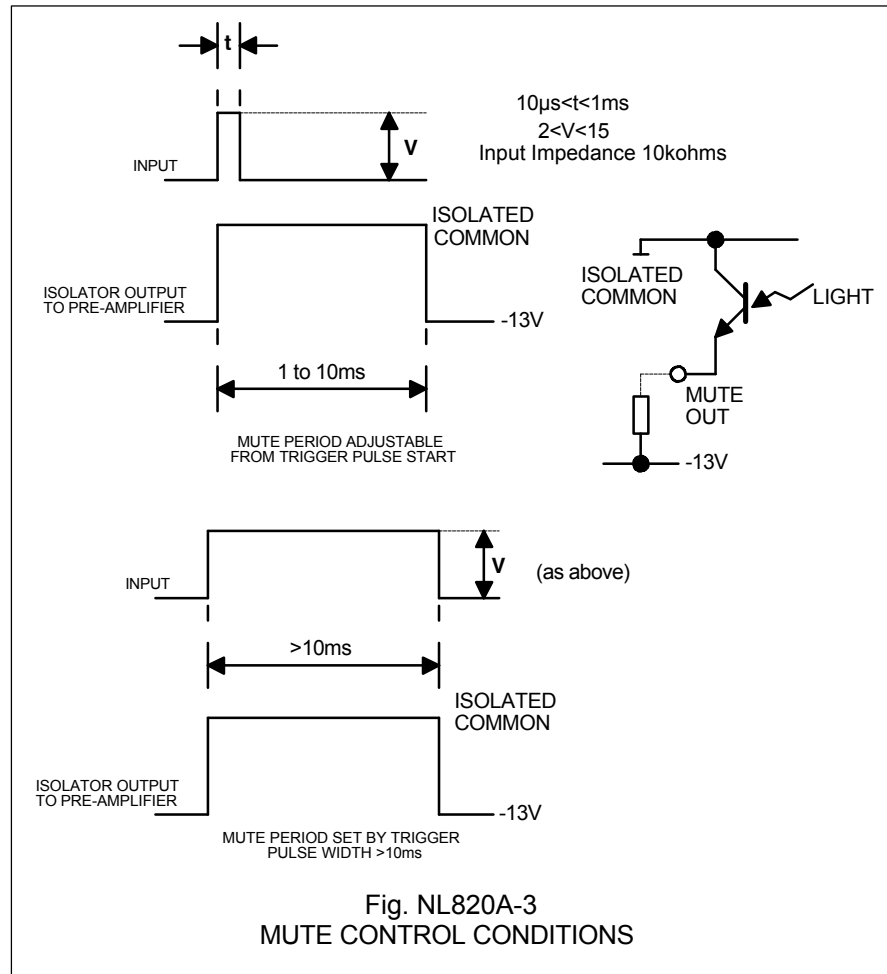 t
10µs<t<1ms
2<V<15
Input Impedance 10kohms
V
INPUT
ISOLATED
COMMON
ISOLATOR OUTPUT
TO PRE-AMPLIFIER
-13V
1 to 10ms
MUTE PERIOD ADJUSTABLE
FROM TRIGGER PULSE START
ISOLATED
COMMON
LIGHT
MUTE
OUT
-13V
INPUT
V
(as above)
>10ms
ISOLATED
COMMON
ISOLATOR OUTPUT
TO PRE-AMPLIFIER
-13V
MUTE PERIOD SET BY TRIGGER
PULSE WIDTH >10ms
Fig. NL820A-3
MUTE CONTROL CONDITIONS